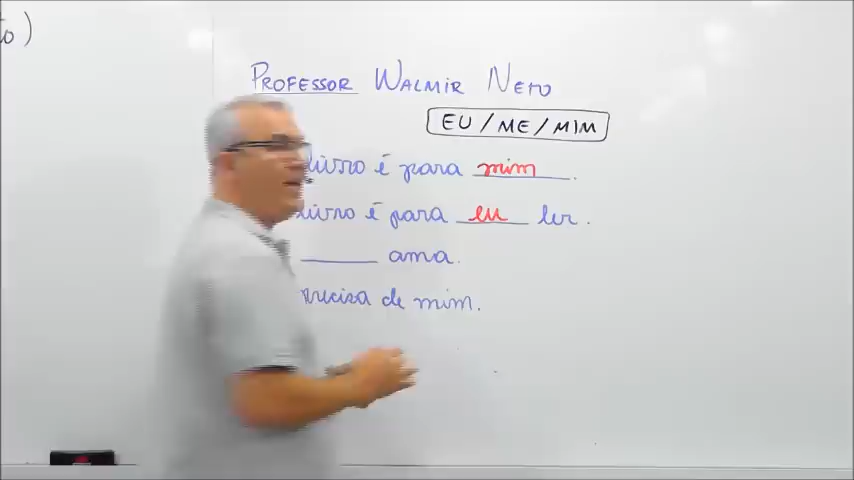 to)
PROFESSOR WALMIR NETO
EU / ME / MIM
livro é para mim.
livro é para eu ler.
ama.
precisa de mim.